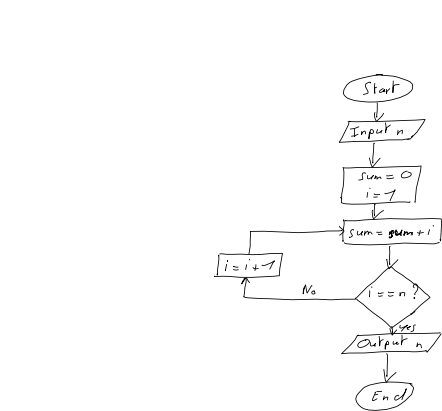 Start
Input n
sum = 0
i = 1
sum = sum + i
i = i + 1
i == n ?
No
yes
Output n
End